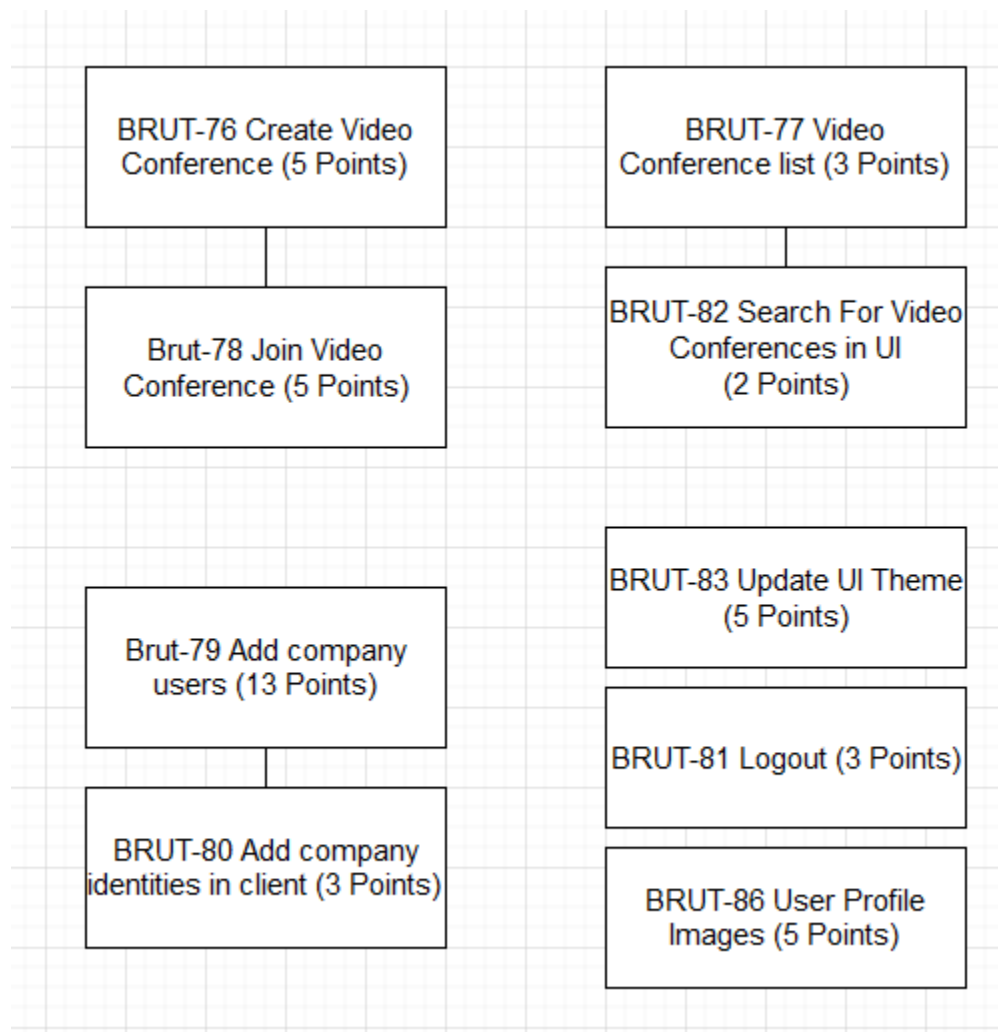 BRUT-76 Create Video
Conference (5 Points)
BRUT-77 Video
Conference list (3 Points)
Brut-78 Join Video
Conference (5 Points)
BRUT-82 Search For Video
Conferences in UI
(2 Points)
Brut-79 Add company
users (13 Points)
BRUT-80 Add company
identities in client (3 Points)
BRUT-83 Update UI Theme
(5 Points)
BRUT-81 Logout (3 Points)
BRUT-86 User Profile
Images (5 Points)